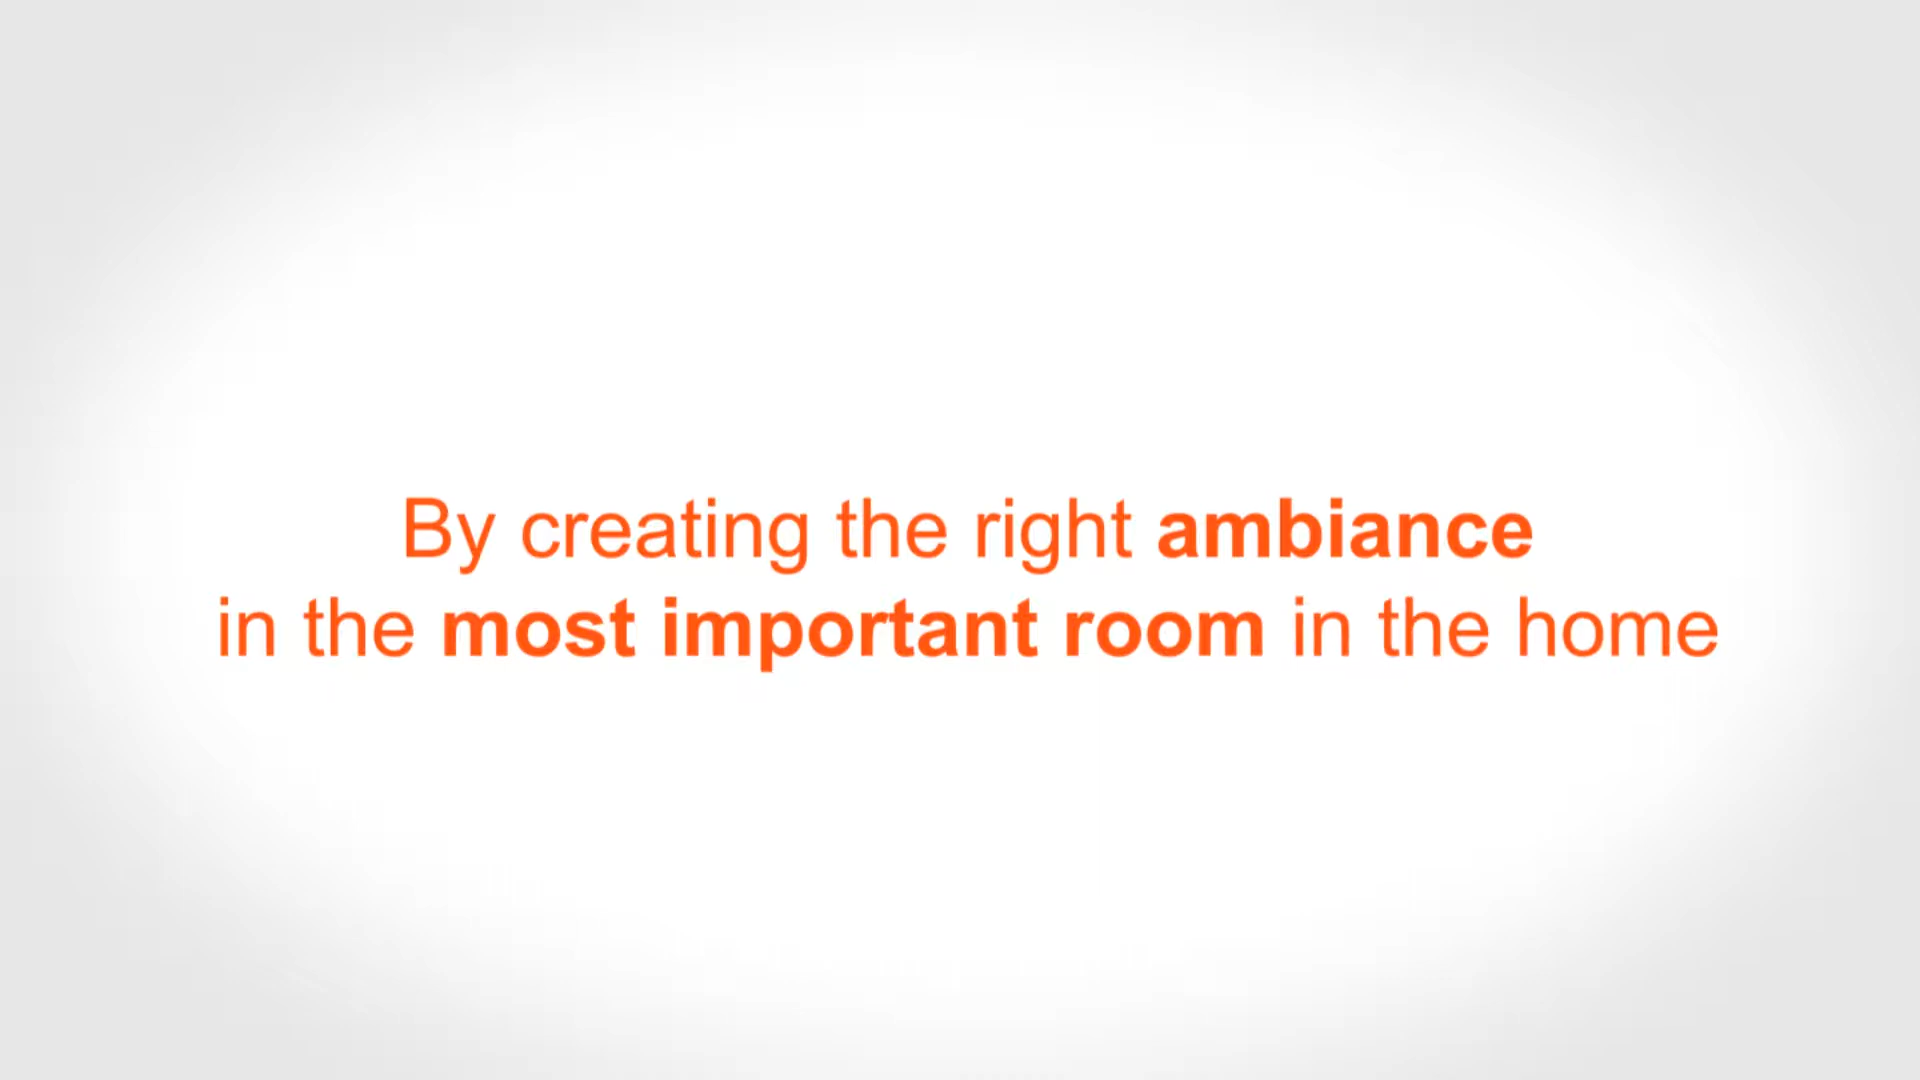 By creating the right ambiance
in the most important room in the home